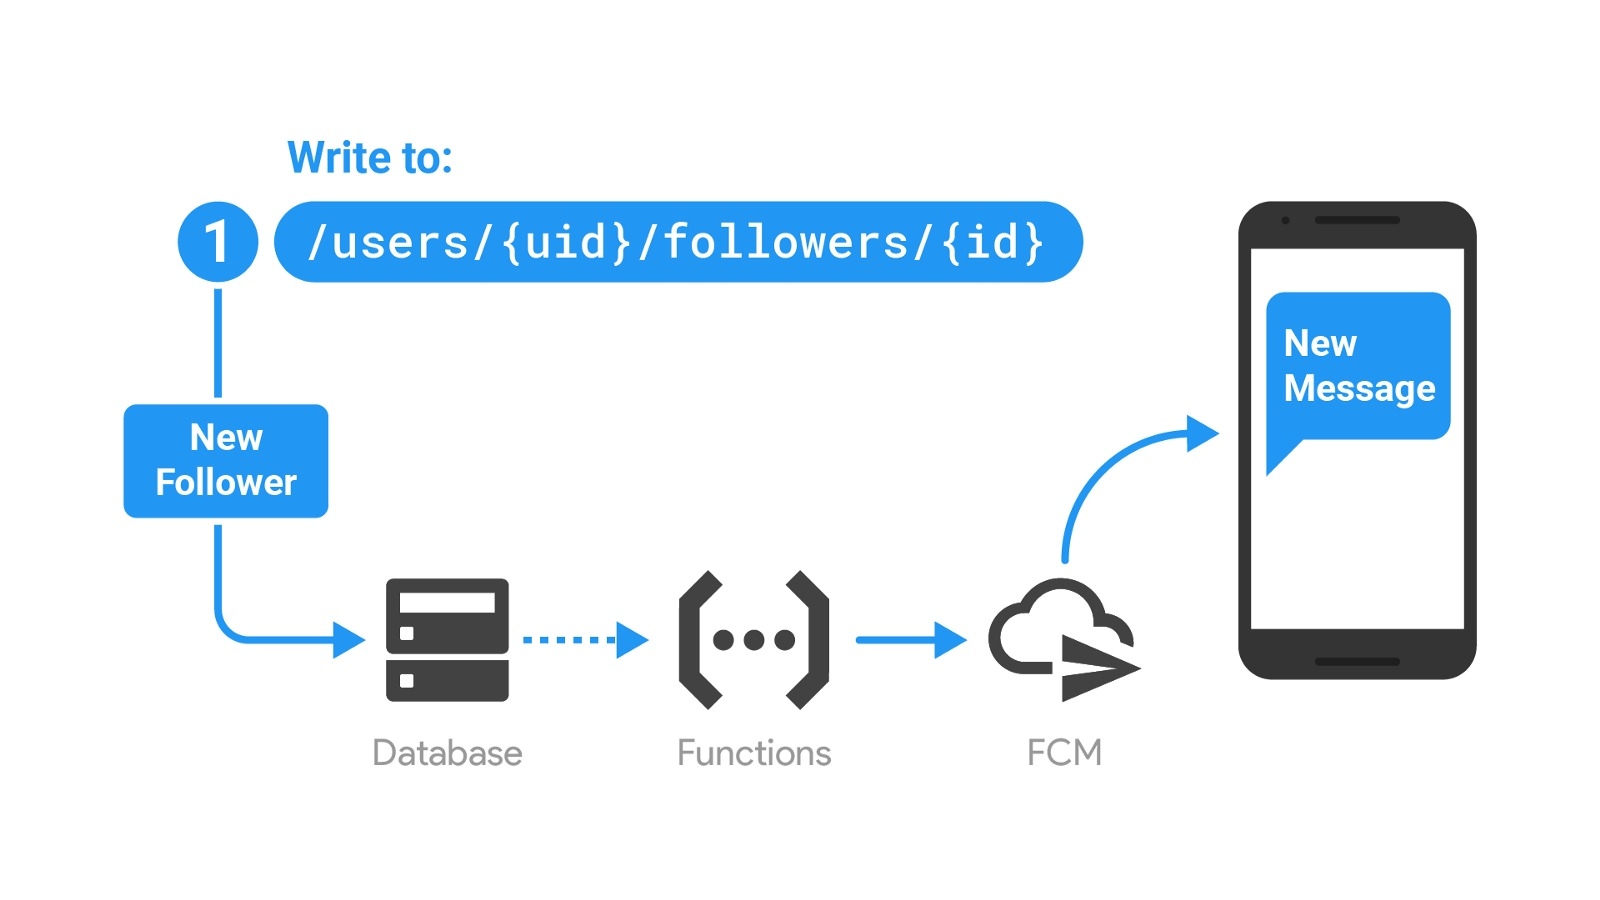 Write to:
1
/users/{uid}/followers/{id}
New
Message
New
Follower
Database
Functions
FCM